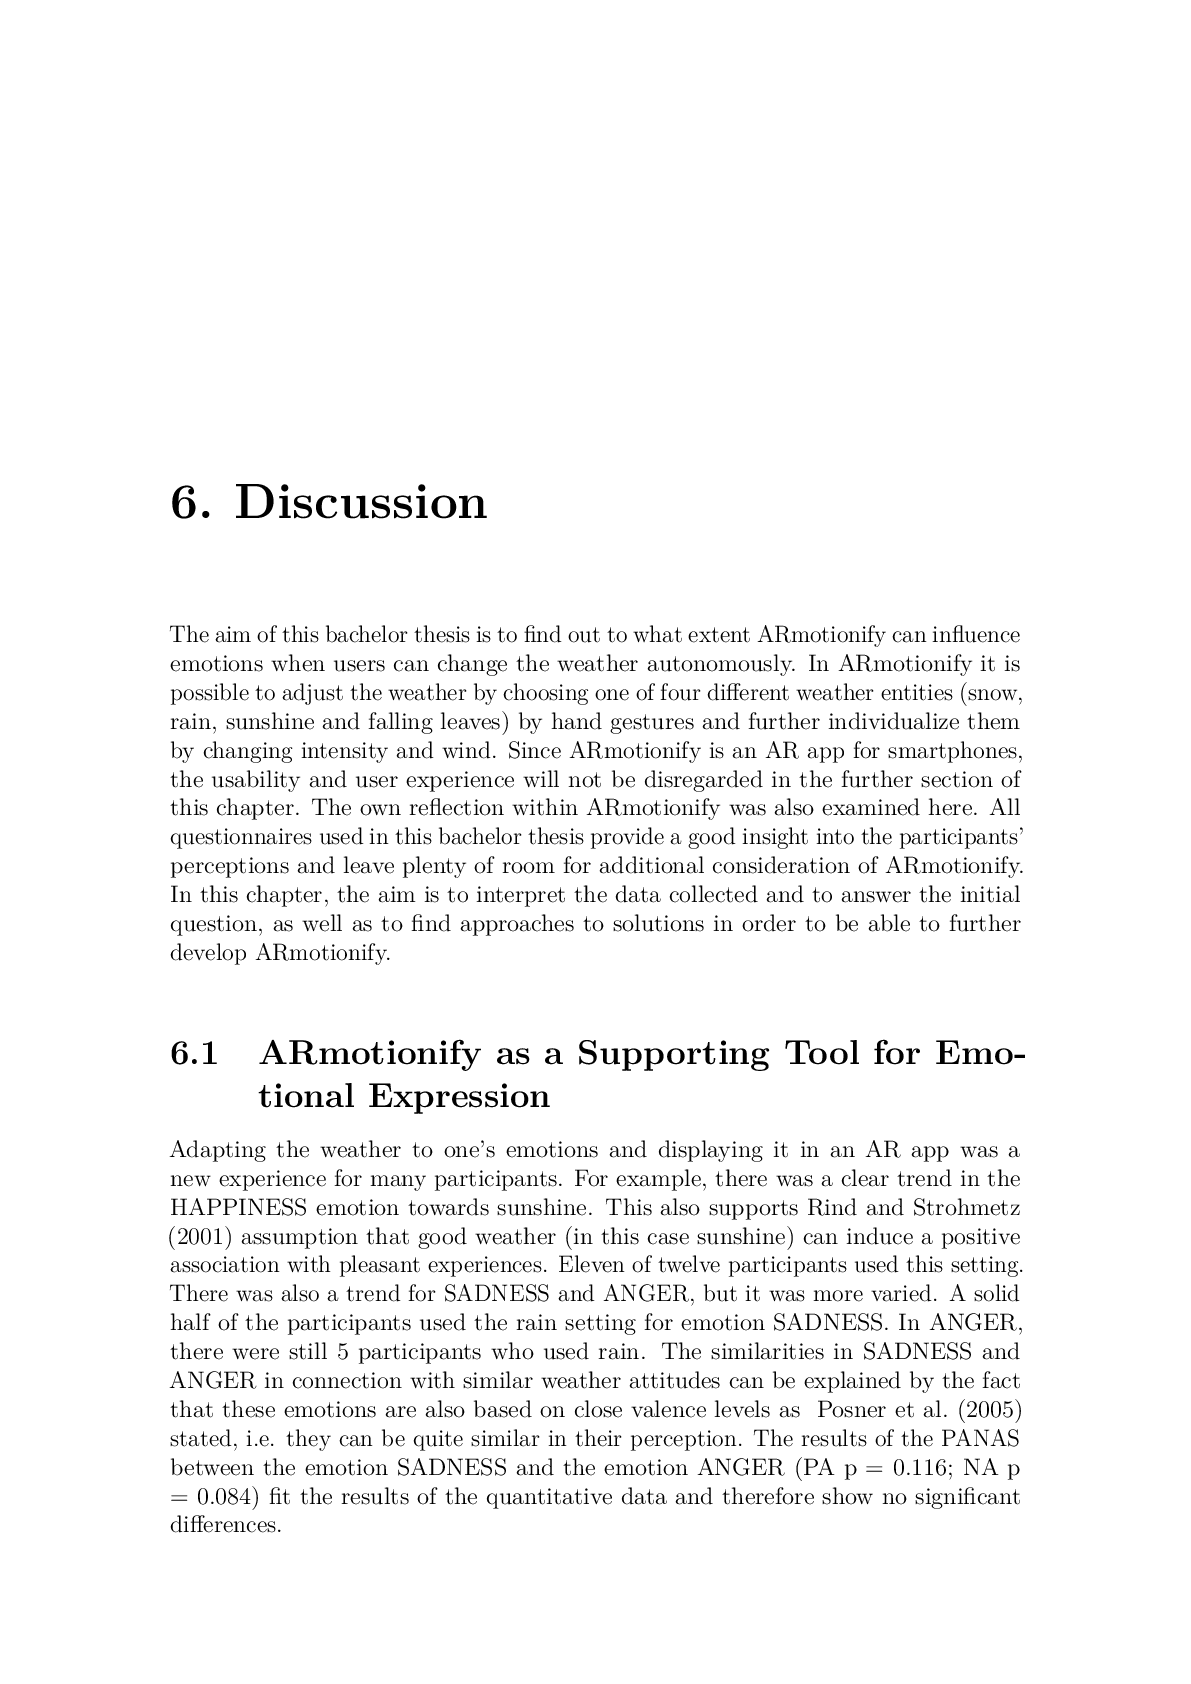 6. Discussion
The aim of this bachelor thesis is to find out to what extent ARmotionify can influence
emotions when users can change the weather autonomously. In ARmotionify it is
possible to adjust the weather by choosing one of four different weather entities (snow,
rain, sunshine and falling leaves) by hand gestures and further individualize them
by changing intensity and wind. Since ARmotionify is an AR app for smartphones,
the usability and user experience will not be disregarded in the further section of
this chapter. The own reflection within ARmotionify was also examined here. All
questionnaires used in this bachelor thesis provide a good insight into the participants'
perceptions and leave plenty of room for additional consideration of ARmotionify.
In this chapter, the aim is to interpret the data collected and to answer the initial
question, as well as to find approaches to solutions in order to be able to further
develop ARmotionify.
6.1 ARmotionify as a Supporting Tool for Emo-
tional Expression
Adapting the weather to one's emotions and displaying it in an AR app was a
new experience for many participants. For example, there was a clear trend in the
HAPPINESS emotion towards sunshine. This also supports Rind and Strohmetz
(2001) assumption that good weather (in this case sunshine) can induce a positive
association with pleasant experiences. Eleven of twelve participants used this setting.
There was also a trend for SADNESS and ANGER, but it was more varied. A solid
half of the participants used the rain setting for emotion SADNESS. In ANGER,
there were still 5 participants who used rain. The similarities in SADNESS and
ANGER in connection with similar weather attitudes can be explained by the fact
that these emotions are also based on close valence levels as Posner et al. (2005)
stated, i.e. they can be quite similar in their perception. The results of the PANAS
between the emotion SADNESS and the emotion ANGER (PA p = 0.116; NA p
= 0.084) fit the results of the quantitative data and therefore show no significant
differences.